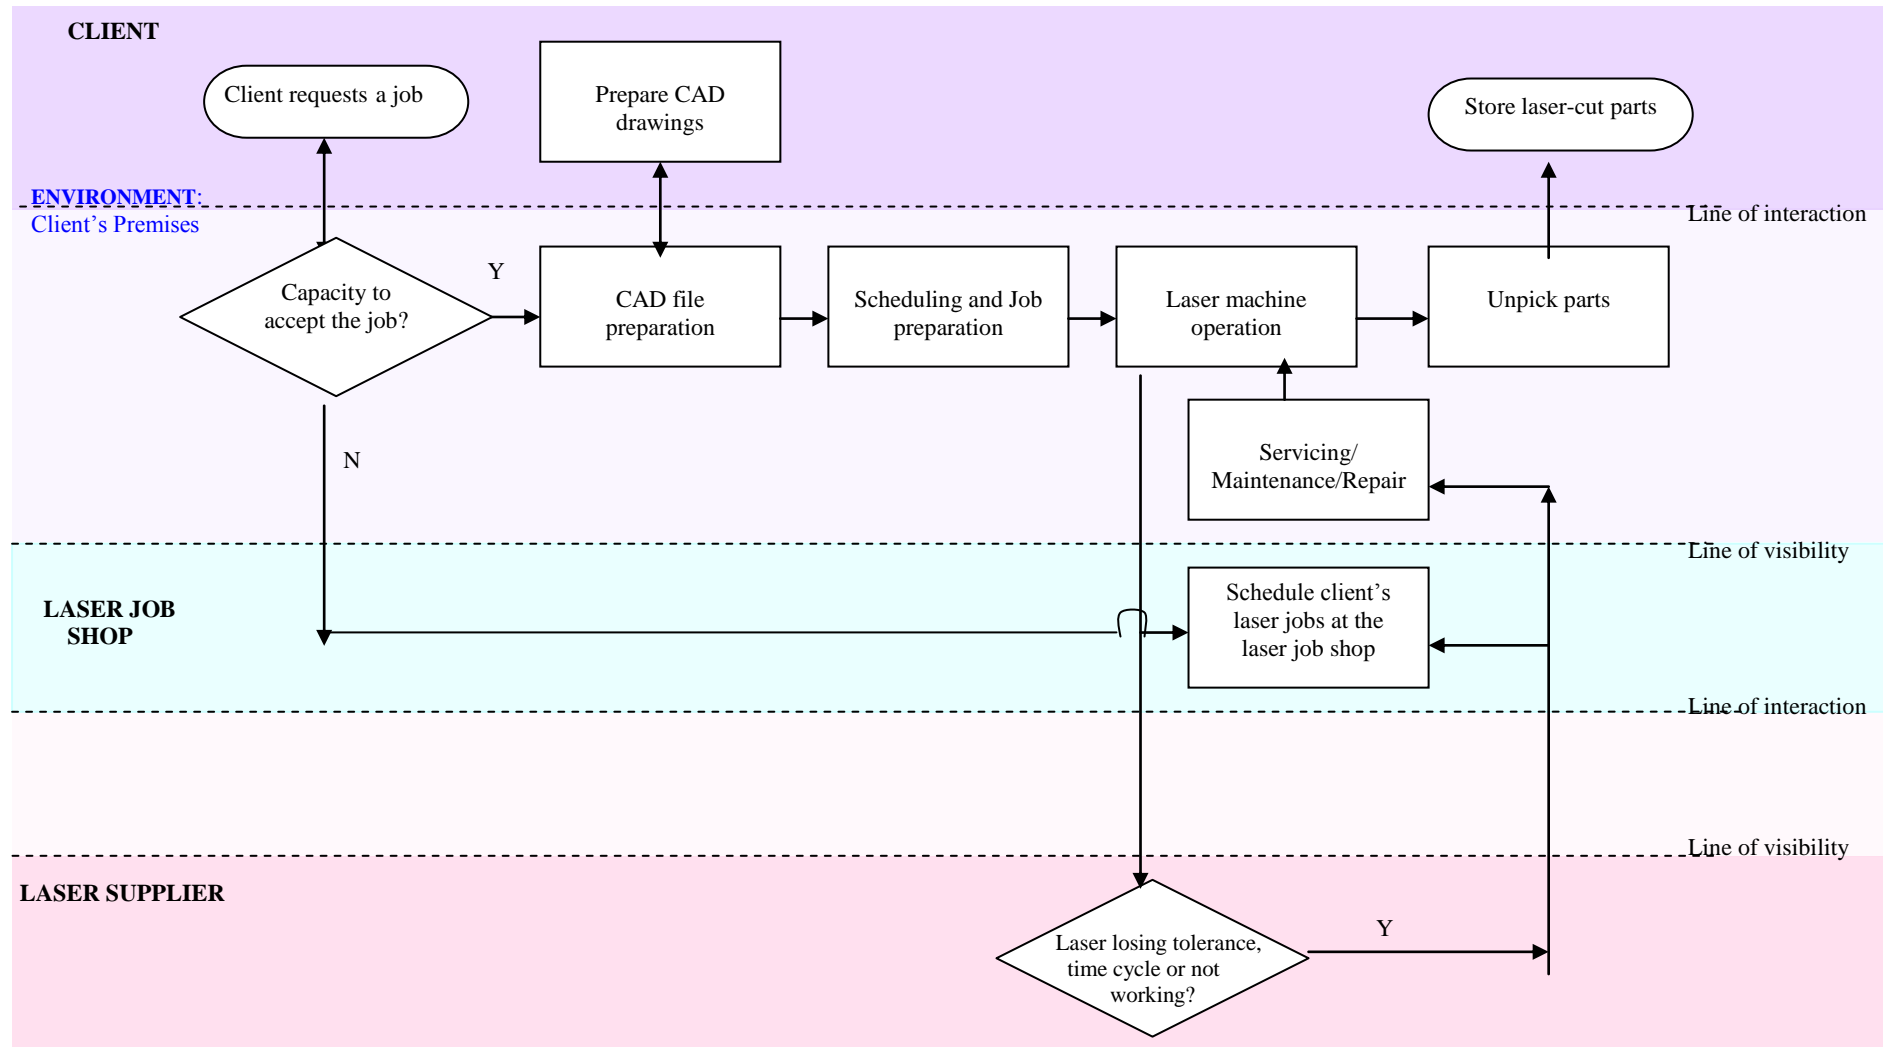 CLIENT
Client requests a job
Prepare CAD
drawings
Store laser-cut parts
ENVIRONMENT:
Client’s Premises
Line of interaction
Y
Capacity to
accept the job?
CAD file
preparation
Scheduling and Job
preparation
Laser machine
operation
Unpick parts
N
Servicing/
Maintenance/Repair
Line of visibility
LASER JOB
SHOP
Schedule client’s
laser jobs at the
laser job shop
Line of interaction
Line of visibility
LASER SUPPLIER
Laser losing tolerance,
time cycle or not
working?
Y